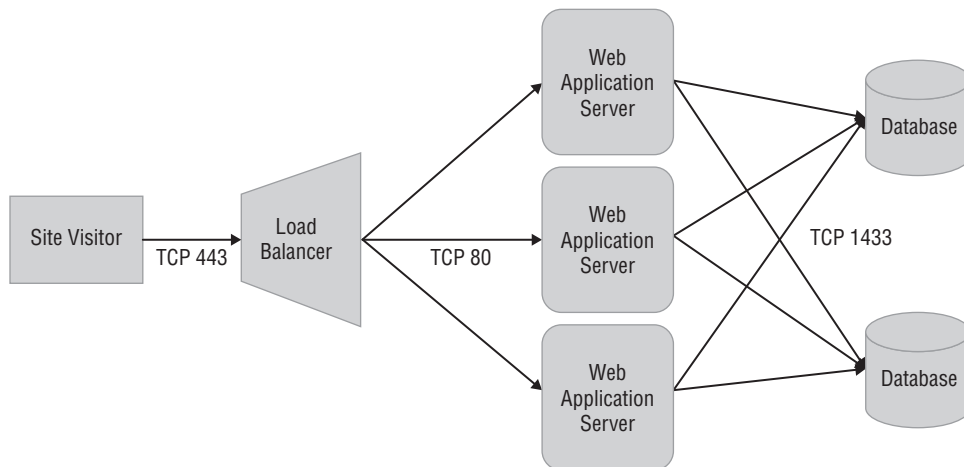 Site Visitor
TCP 443
Load
Balancer
TCP 80
Web
Application
Server
Web
Application
Server
Web
Application
Server
TCP 1433
Database
Database